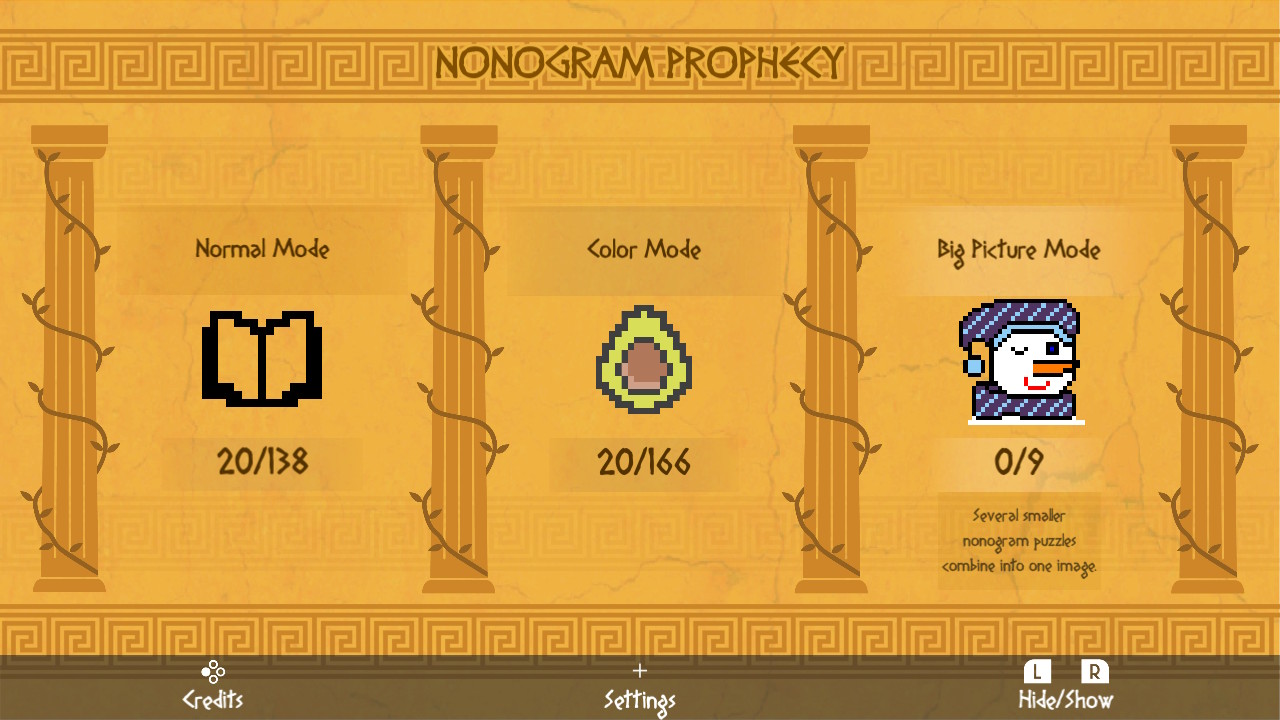 NONOGRAM PROPHECY
Normal Mode
Color Mode
Big Picture Mode
20/138
20/166
0/9
Several smaller
nonogram puzzles
combine into one image.
+
L R
Credits
Settings
Hide/Show